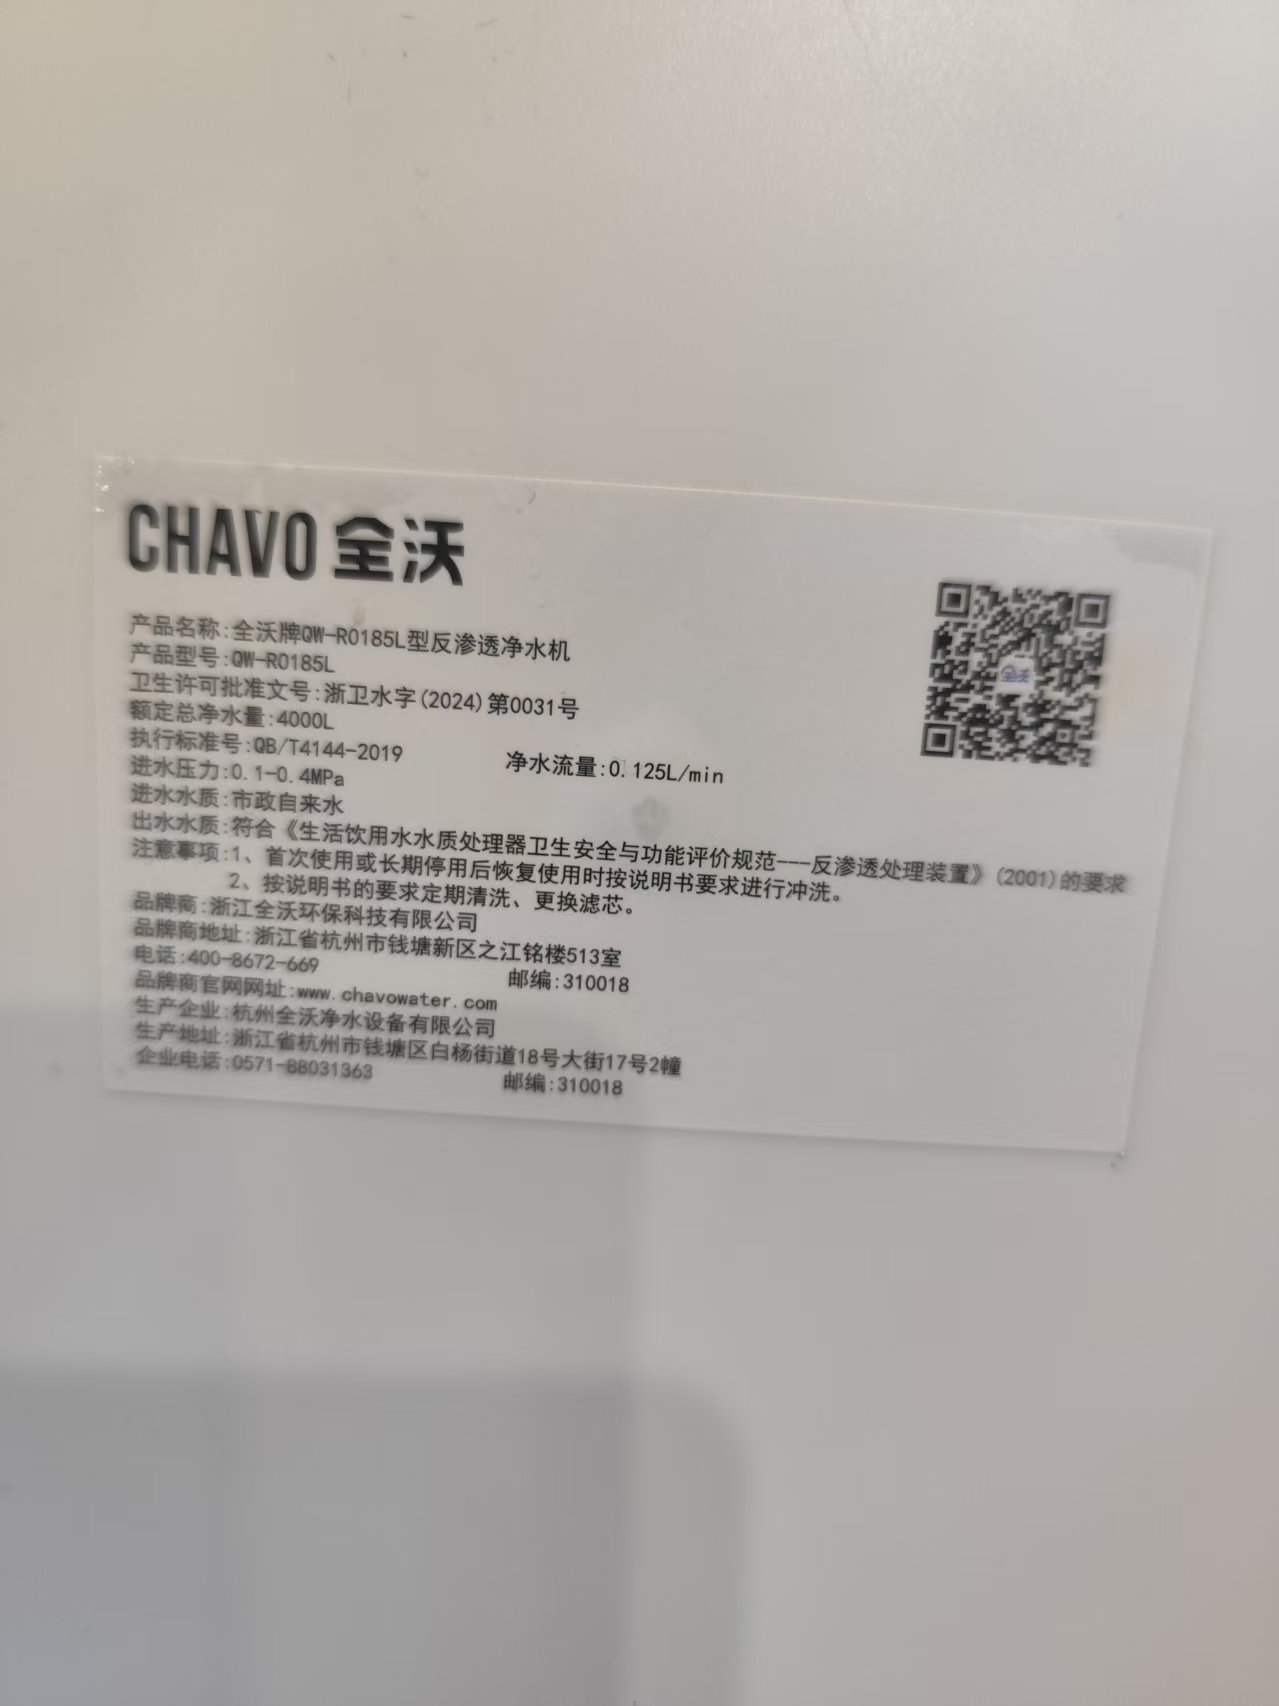 CHAVO 全沃
产品名称:全沃牌QW-RO185L型反渗透净水机
产品型号:QW-RO185L
卫生许可批准文号:浙卫水字(2024)第0031号
额定总净水量:4000L
执行标准号:QB/T4144-2019 净水流量:0.125L/min
进水压力:0.1-0.4MPa
进水水质:市政自来水
出水水质:符合《生活饮用水水质处理器卫生安全与功能评价规范---反渗透处理装置》(2001)的要求
注意事项:1、首次使用或长期停用后恢复使用时按说明书要求进行冲洗。
2、按说明书的要求定期清洗、更换滤芯。
品牌商:浙江全沃环保科技有限公司
品牌商地址:浙江省杭州市钱塘新区之江铭楼513室
电话:400-8672-669 邮编:310018
品牌商官网网址:www.chavowater.com
生产企业:杭州全沃净水设备有限公司
生产地址:浙江省杭州市钱塘区白杨街道18号大街17号2幢
企业电话:0571-88031363 邮编:310018
全沃